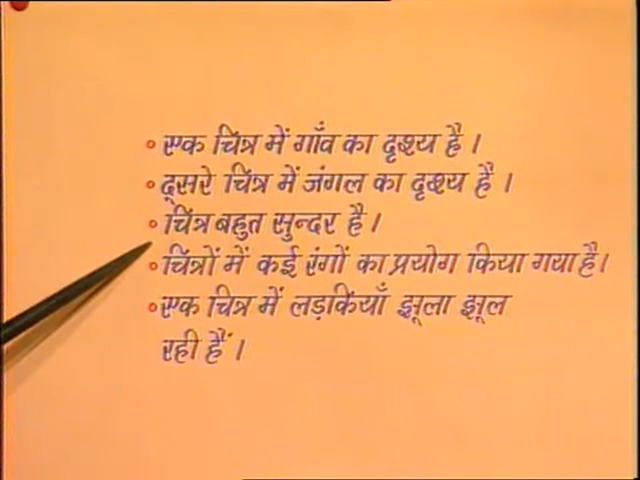 एक चित्र में गाँव का दृश्य है।
दूसरे चित्र में जंगल का दृश्य है।
चित्र बहुत सुन्दर है।
चित्रों में कई रंगों का प्रयोग किया गया है।
एक चित्र में लड़कियाँ झूला झूल
रही हैं।